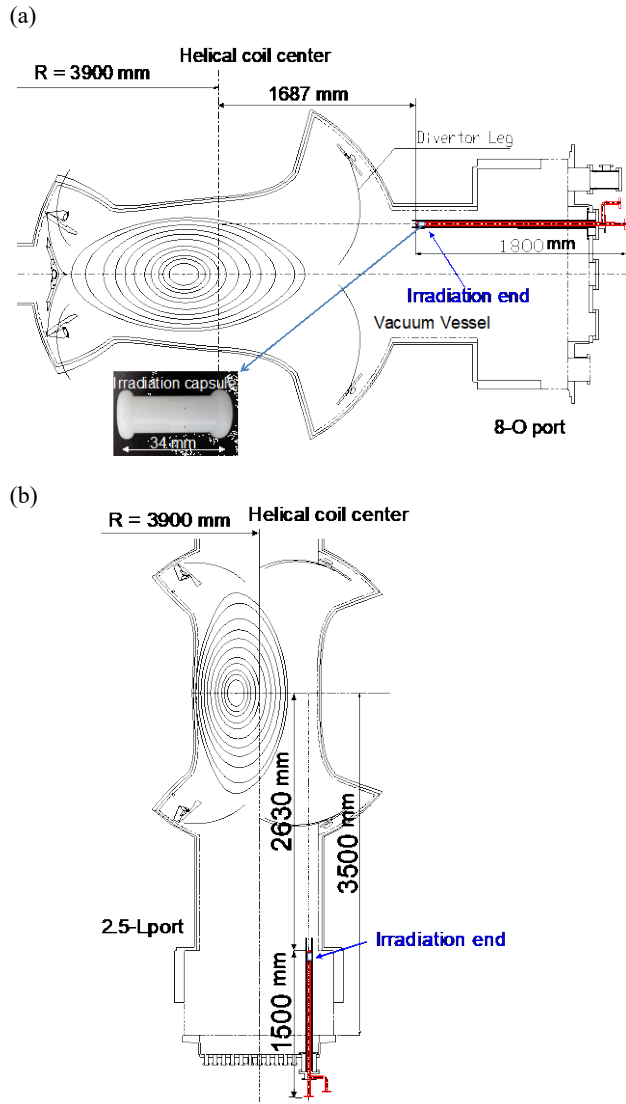 (a)
Helical coil center
R = 3900 mm
1687 mm
Divertor Leg
1800 mm
Irradiation end
Vacuum Vessel
Irradiation capsule
34 mm
8-O port
(b)
Helical coil center
R = 3900 mm
2630 mm
3500 mm
2.5-Lport
Irradiation end
1500 mm